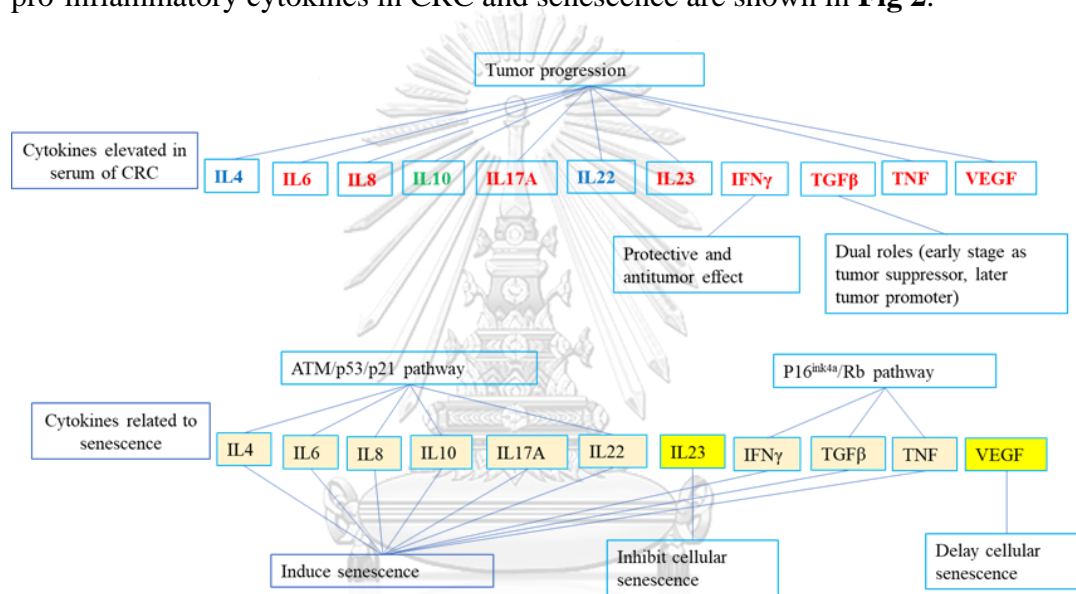 pro-inflammatory cytokines in CRC and senescence are shown in Fig 2.
Tumor progression
Cytokines elevated in
serum of CRC
IL4 IL6 IL8 IL10 IL17A IL22 IL23 IFNγ TGFβ TNF VEGF
Protective and
antitumor effect
Dual roles (early stage as
tumor suppressor, later
tumor promoter)
ATM/p53/p21 pathway
P16ink4a/Rb pathway
Cytokines related to
senescence
IL4 IL6 IL8 IL10 IL17A IL22 IL23 IFNγ TGFβ TNF VEGF
Induce senescence
Inhibit cellular
senescence
Delay cellular
senescence